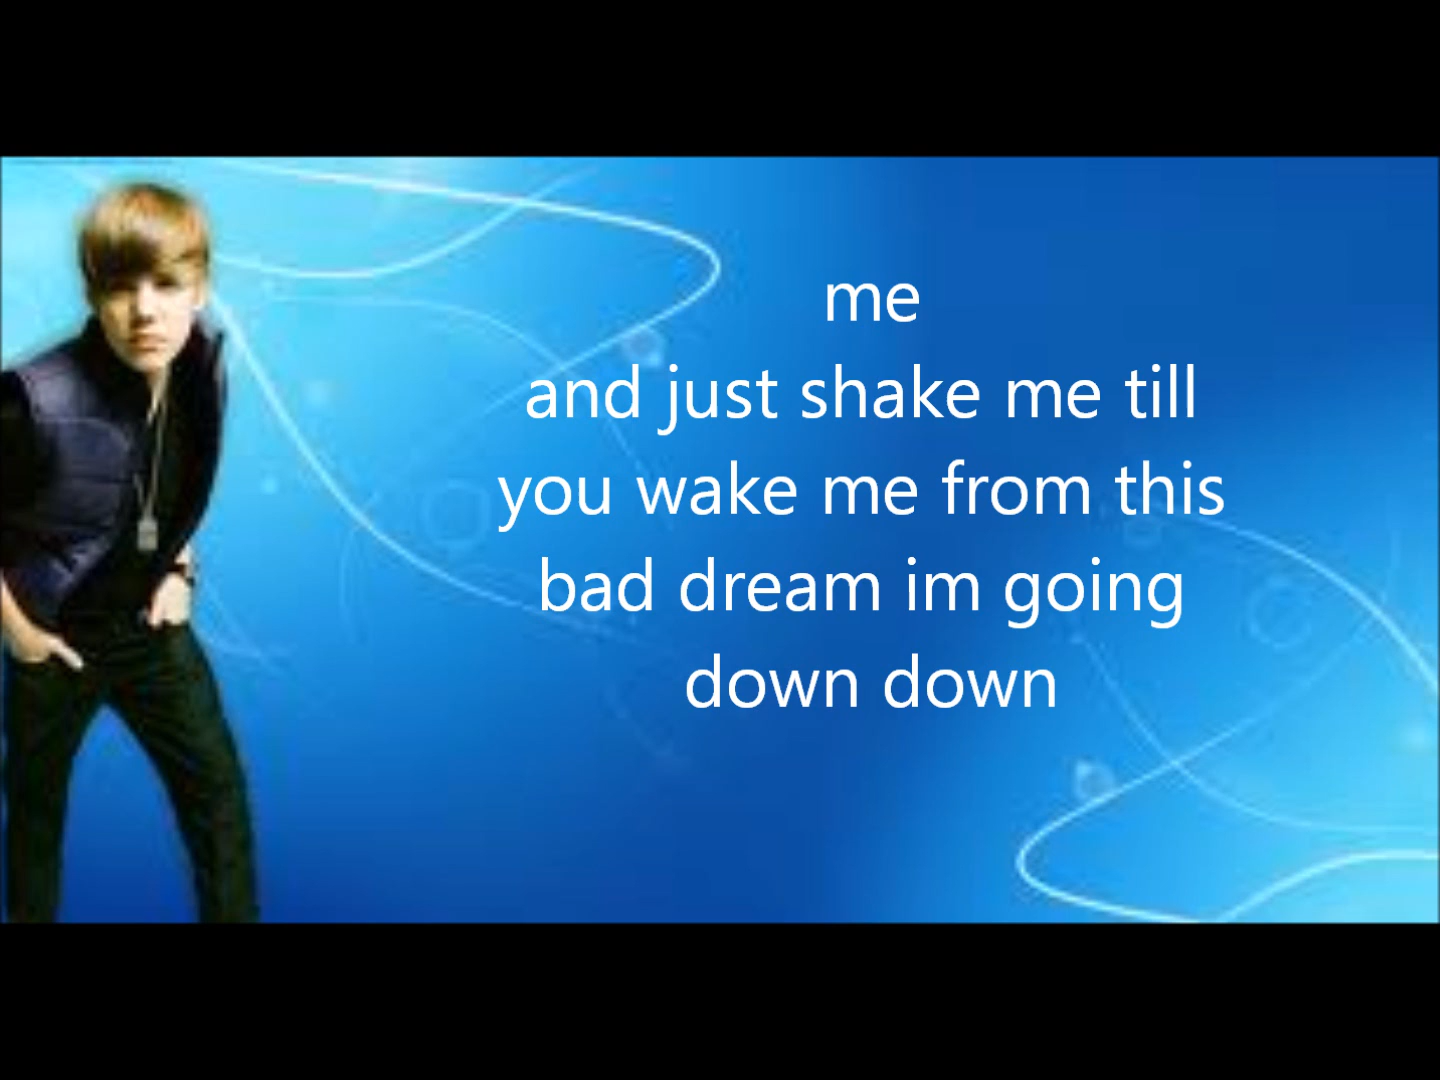 me
and just shake me till
you wake me from this
bad dream im going
down down